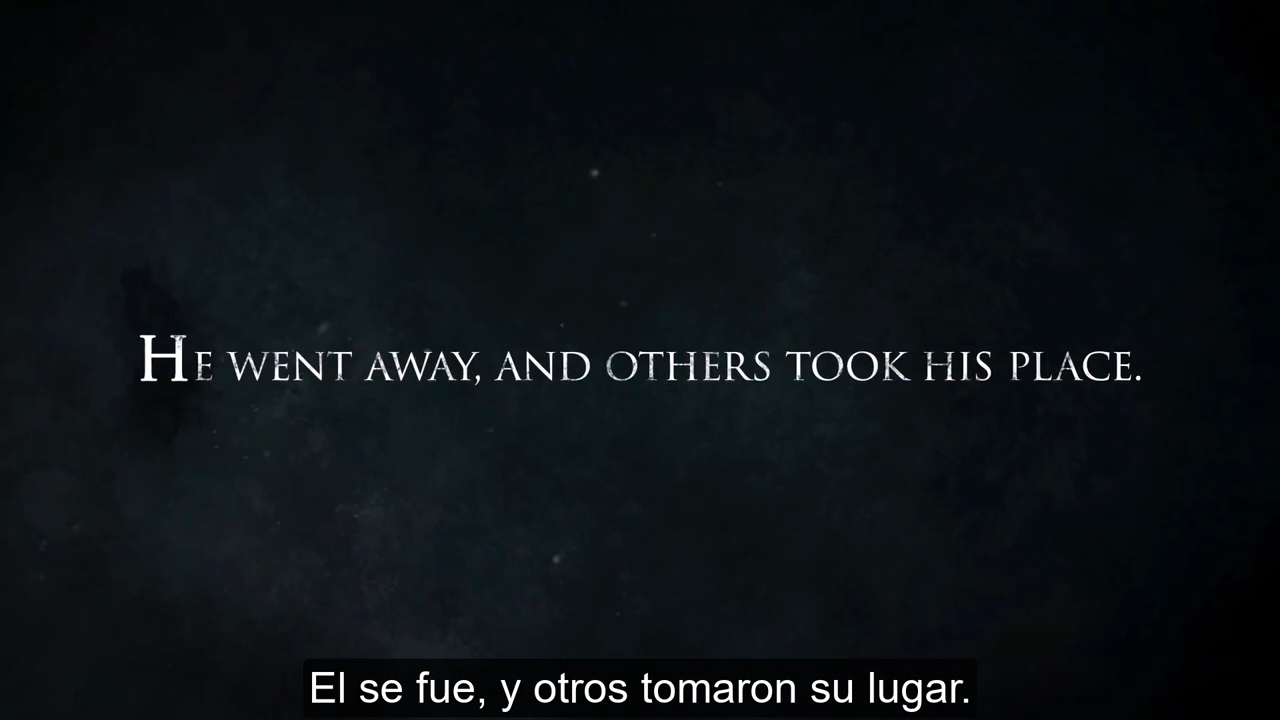 HE WENT AWAY, AND OTHERS TOOK HIS PLACE.
El se fue, y otros tomaron su lugar.